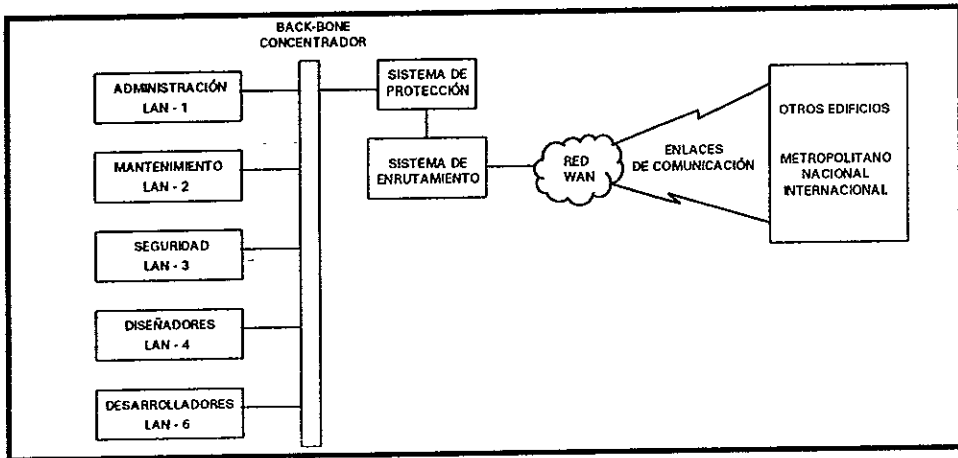 BACK-BONE
CONCENTRADOR
ADMINISTRACIÓN
LAN - 1
MANTENIMIENTO
LAN - 2
SEGURIDAD
LAN - 3
DISEÑADORES
LAN - 4
DESARROLLADORES
LAN - 6
SISTEMA DE
PROTECCIÓN
SISTEMA DE
ENRUTAMIENTO
RED
WAN
ENLACES
DE COMUNICACIÓN
OTROS EDIFICIOS
METROPOLITANO
NACIONAL
INTERNACIONAL